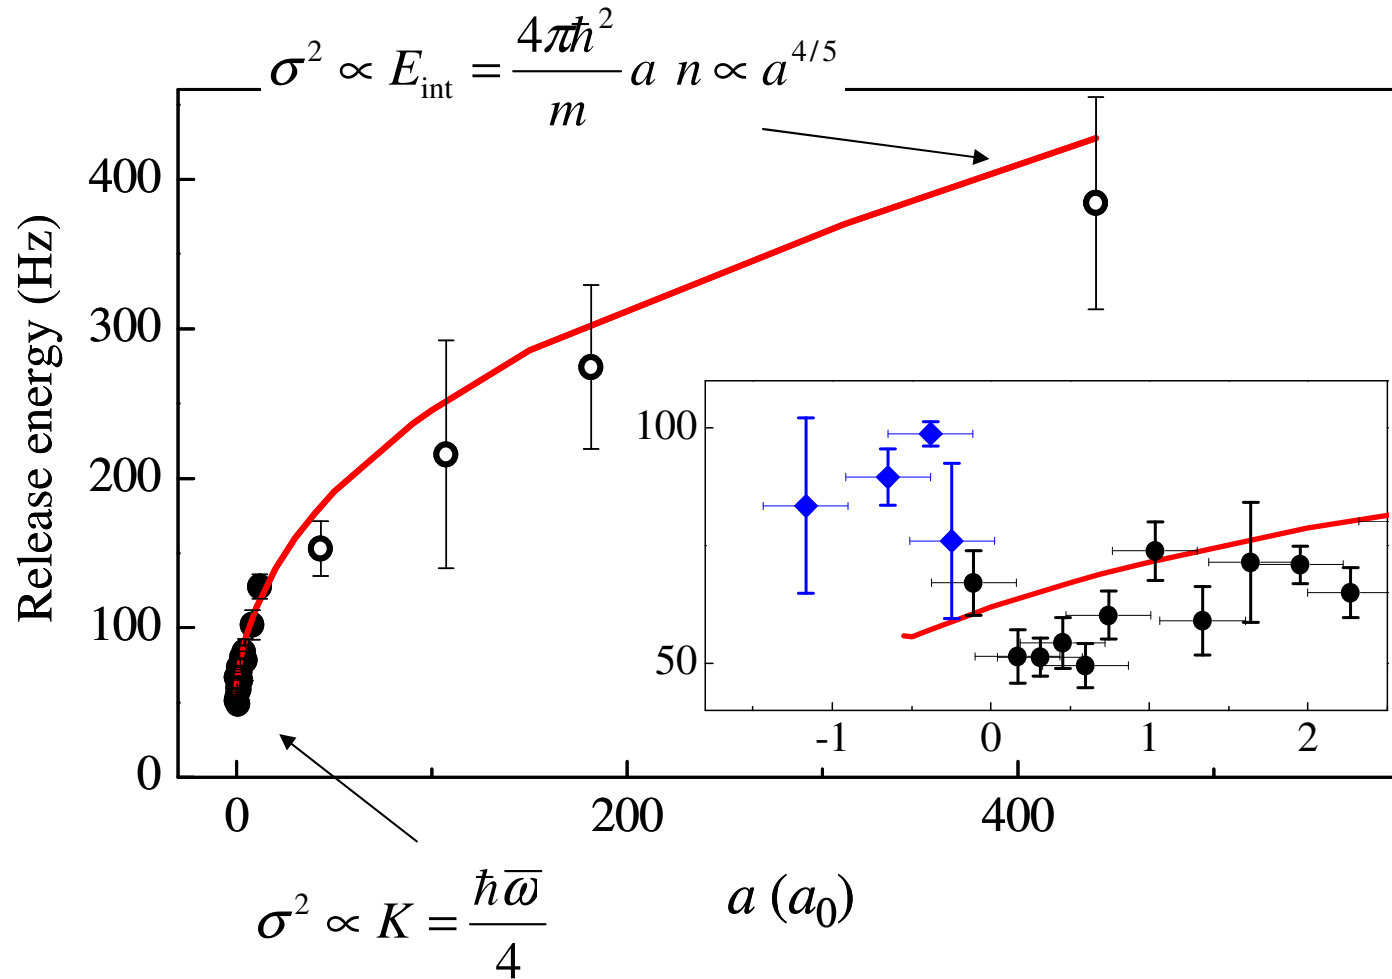 σ² ∝ E_int = 4πħ²/m a n ∝ a^{4/5}
Release energy (Hz)
400
300
200
100
0
100
50
-1 0 1 2
0 200 400
a (a₀)
σ² ∝ K = ħω̅/4